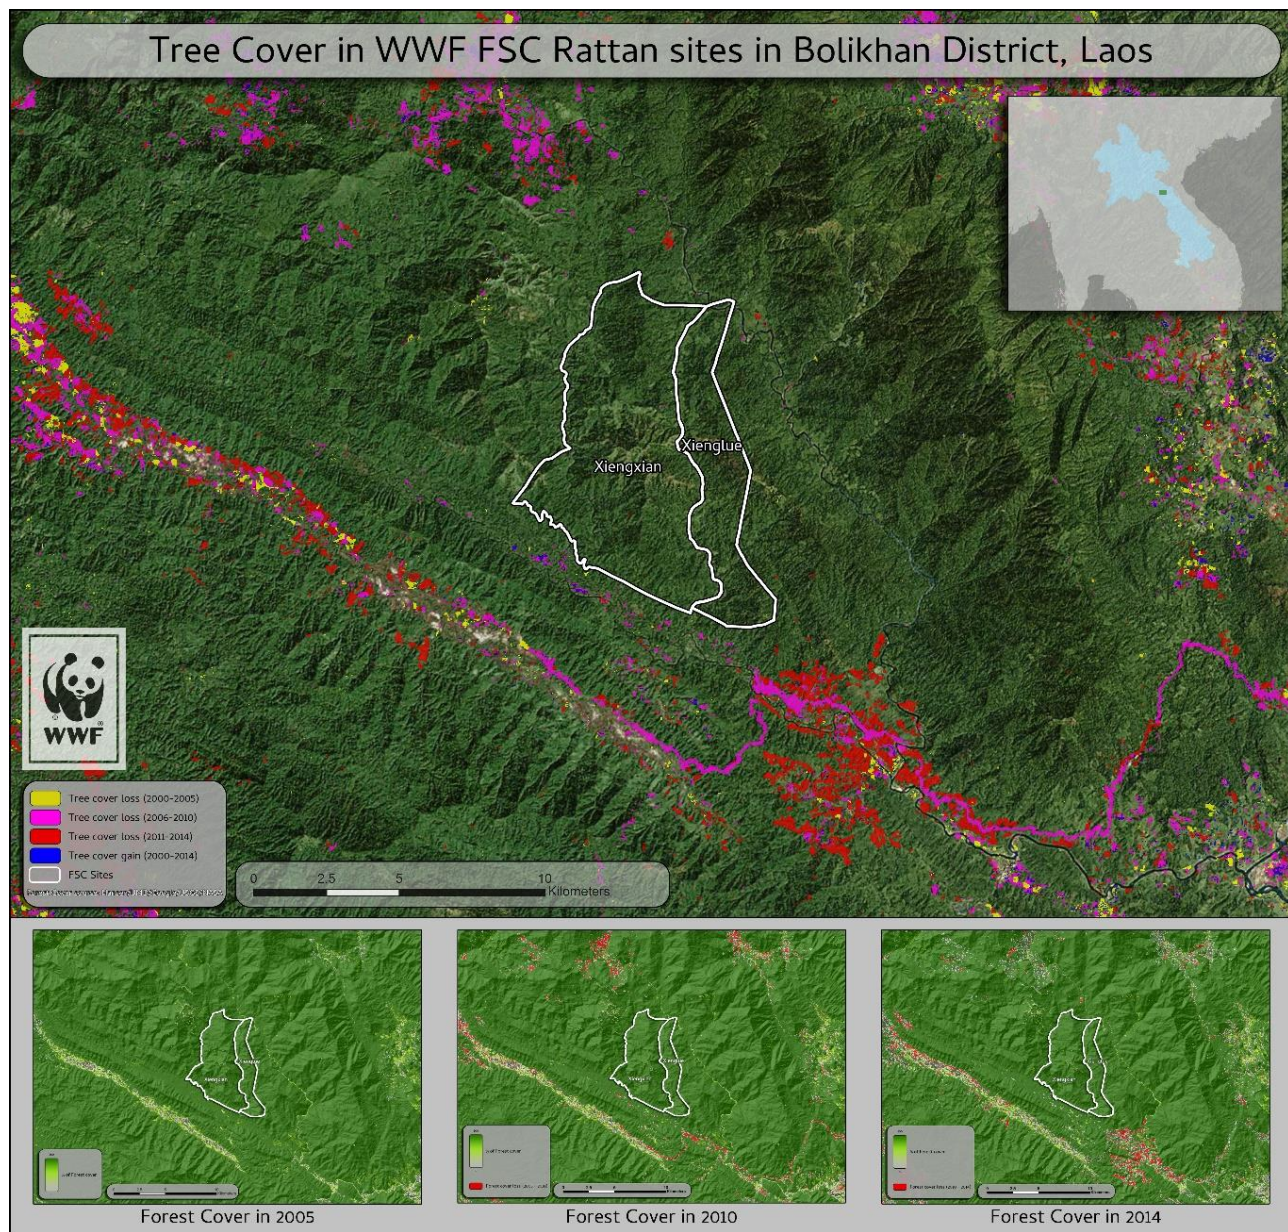 Tree Cover in WWF FSC Rattan sites in Bolikhan District, Laos
Xienglue
Xiengxian
®
WWF
®
Tree cover loss (2000-2005)
Tree cover loss (2006-2010)
Tree cover loss (2011-2014)
Tree cover gain (2000-2014)
FSC Sites
0 2,5 5 10
Kilometers
Forest Cover in 2005
Forest Cover in 2010
Forest Cover in 2014